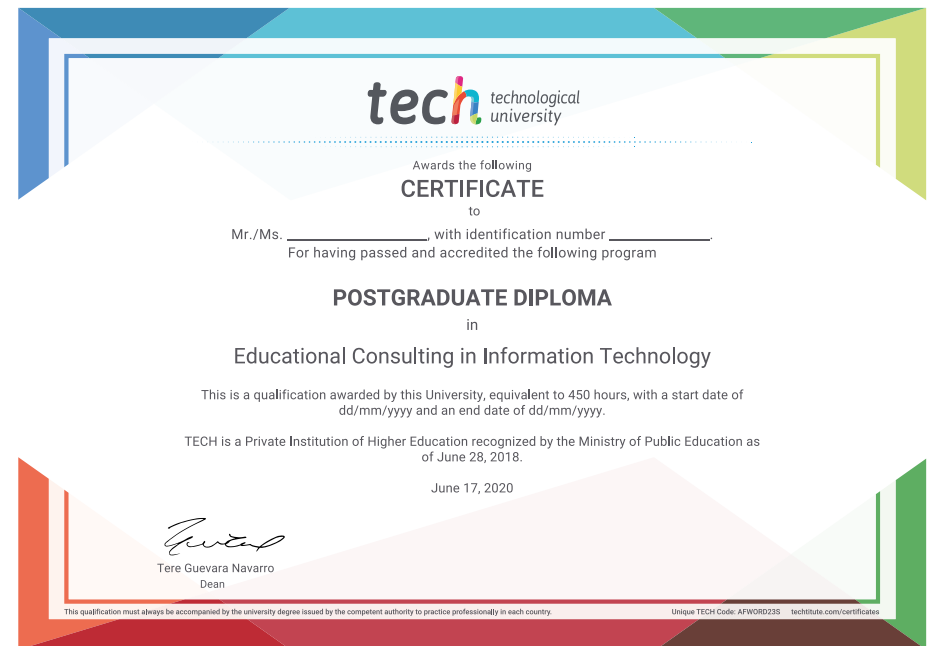 tech technological
university
Awards the following
CERTIFICATE
to
Mr./Ms. ____________________, with identification number ______________.
For having passed and accredited the following program
POSTGRADUATE DIPLOMA
in
Educational Consulting in Information Technology
This is a qualification awarded by this University, equivalent to 450 hours, with a start date of
dd/mm/yyyy and an end date of dd/mm/yyyy.
TECH is a Private Institution of Higher Education recognized by the Ministry of Public Education as
of June 28, 2018.
June 17, 2020
Tere Guevara Navarro
Dean
This qualification must always be accompanied by the university degree issued by the competent authority to practice professionally in each country.
Unique TECH Code: AFWORD23S techtitute.com/certificates